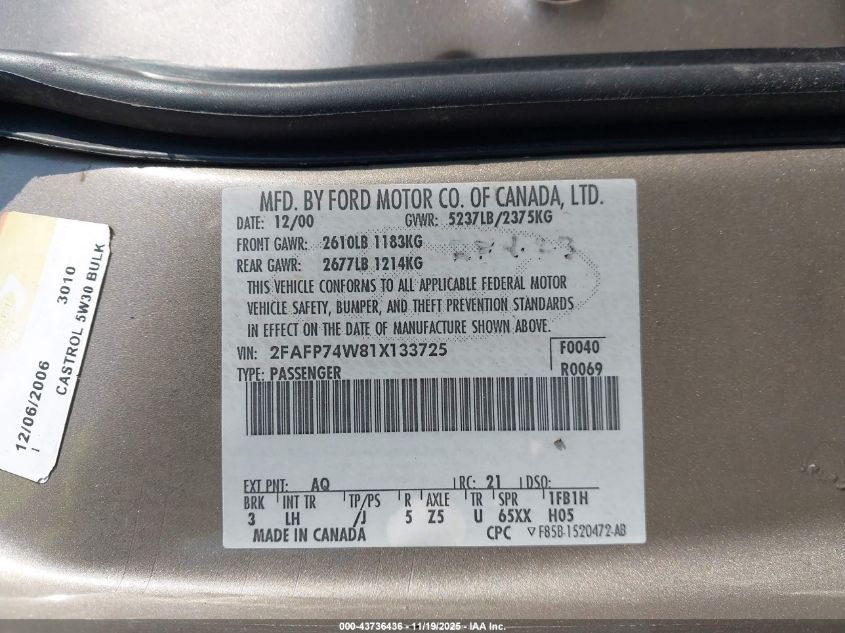 MFD. BY FORD MOTOR CO. OF CANADA, LTD.
DATE: 12/00 GVWR: 5237LB/2375KG
FRONT GAWR: 2610LB 1183KG
REAR GAWR: 2677LB 1214KG
THIS VEHICLE CONFORMS TO ALL APPLICABLE FEDERAL MOTOR
VEHICLE SAFETY, BUMPER, AND THEFT PREVENTION STANDARDS
IN EFFECT ON THE DATE OF MANUFACTURE SHOWN ABOVE.
VIN: 2FAFP74W81X133725 F0040
TYPE: PASSENGER R0069
EXT PNT: AQ RC: 21 DSO:
BRK INT TR TP/PS R AXLE TR SPR 1FB1H
3 LH /J 5 Z5 U 65XX H05
MADE IN CANADA CPC F85B-1520472-AB
12/06/2006 3010
CASTROL 5W30 BULK
000-43736436 - 11/19/2025 - IAA Inc.